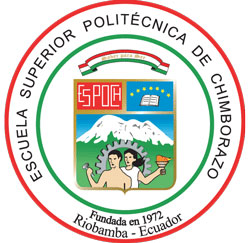 ESCUELA SUPERIOR POLITÉCNICA DE CHIMBORAZO
ESPOCH
Fundada en 1972
Riobamba - Ecuador